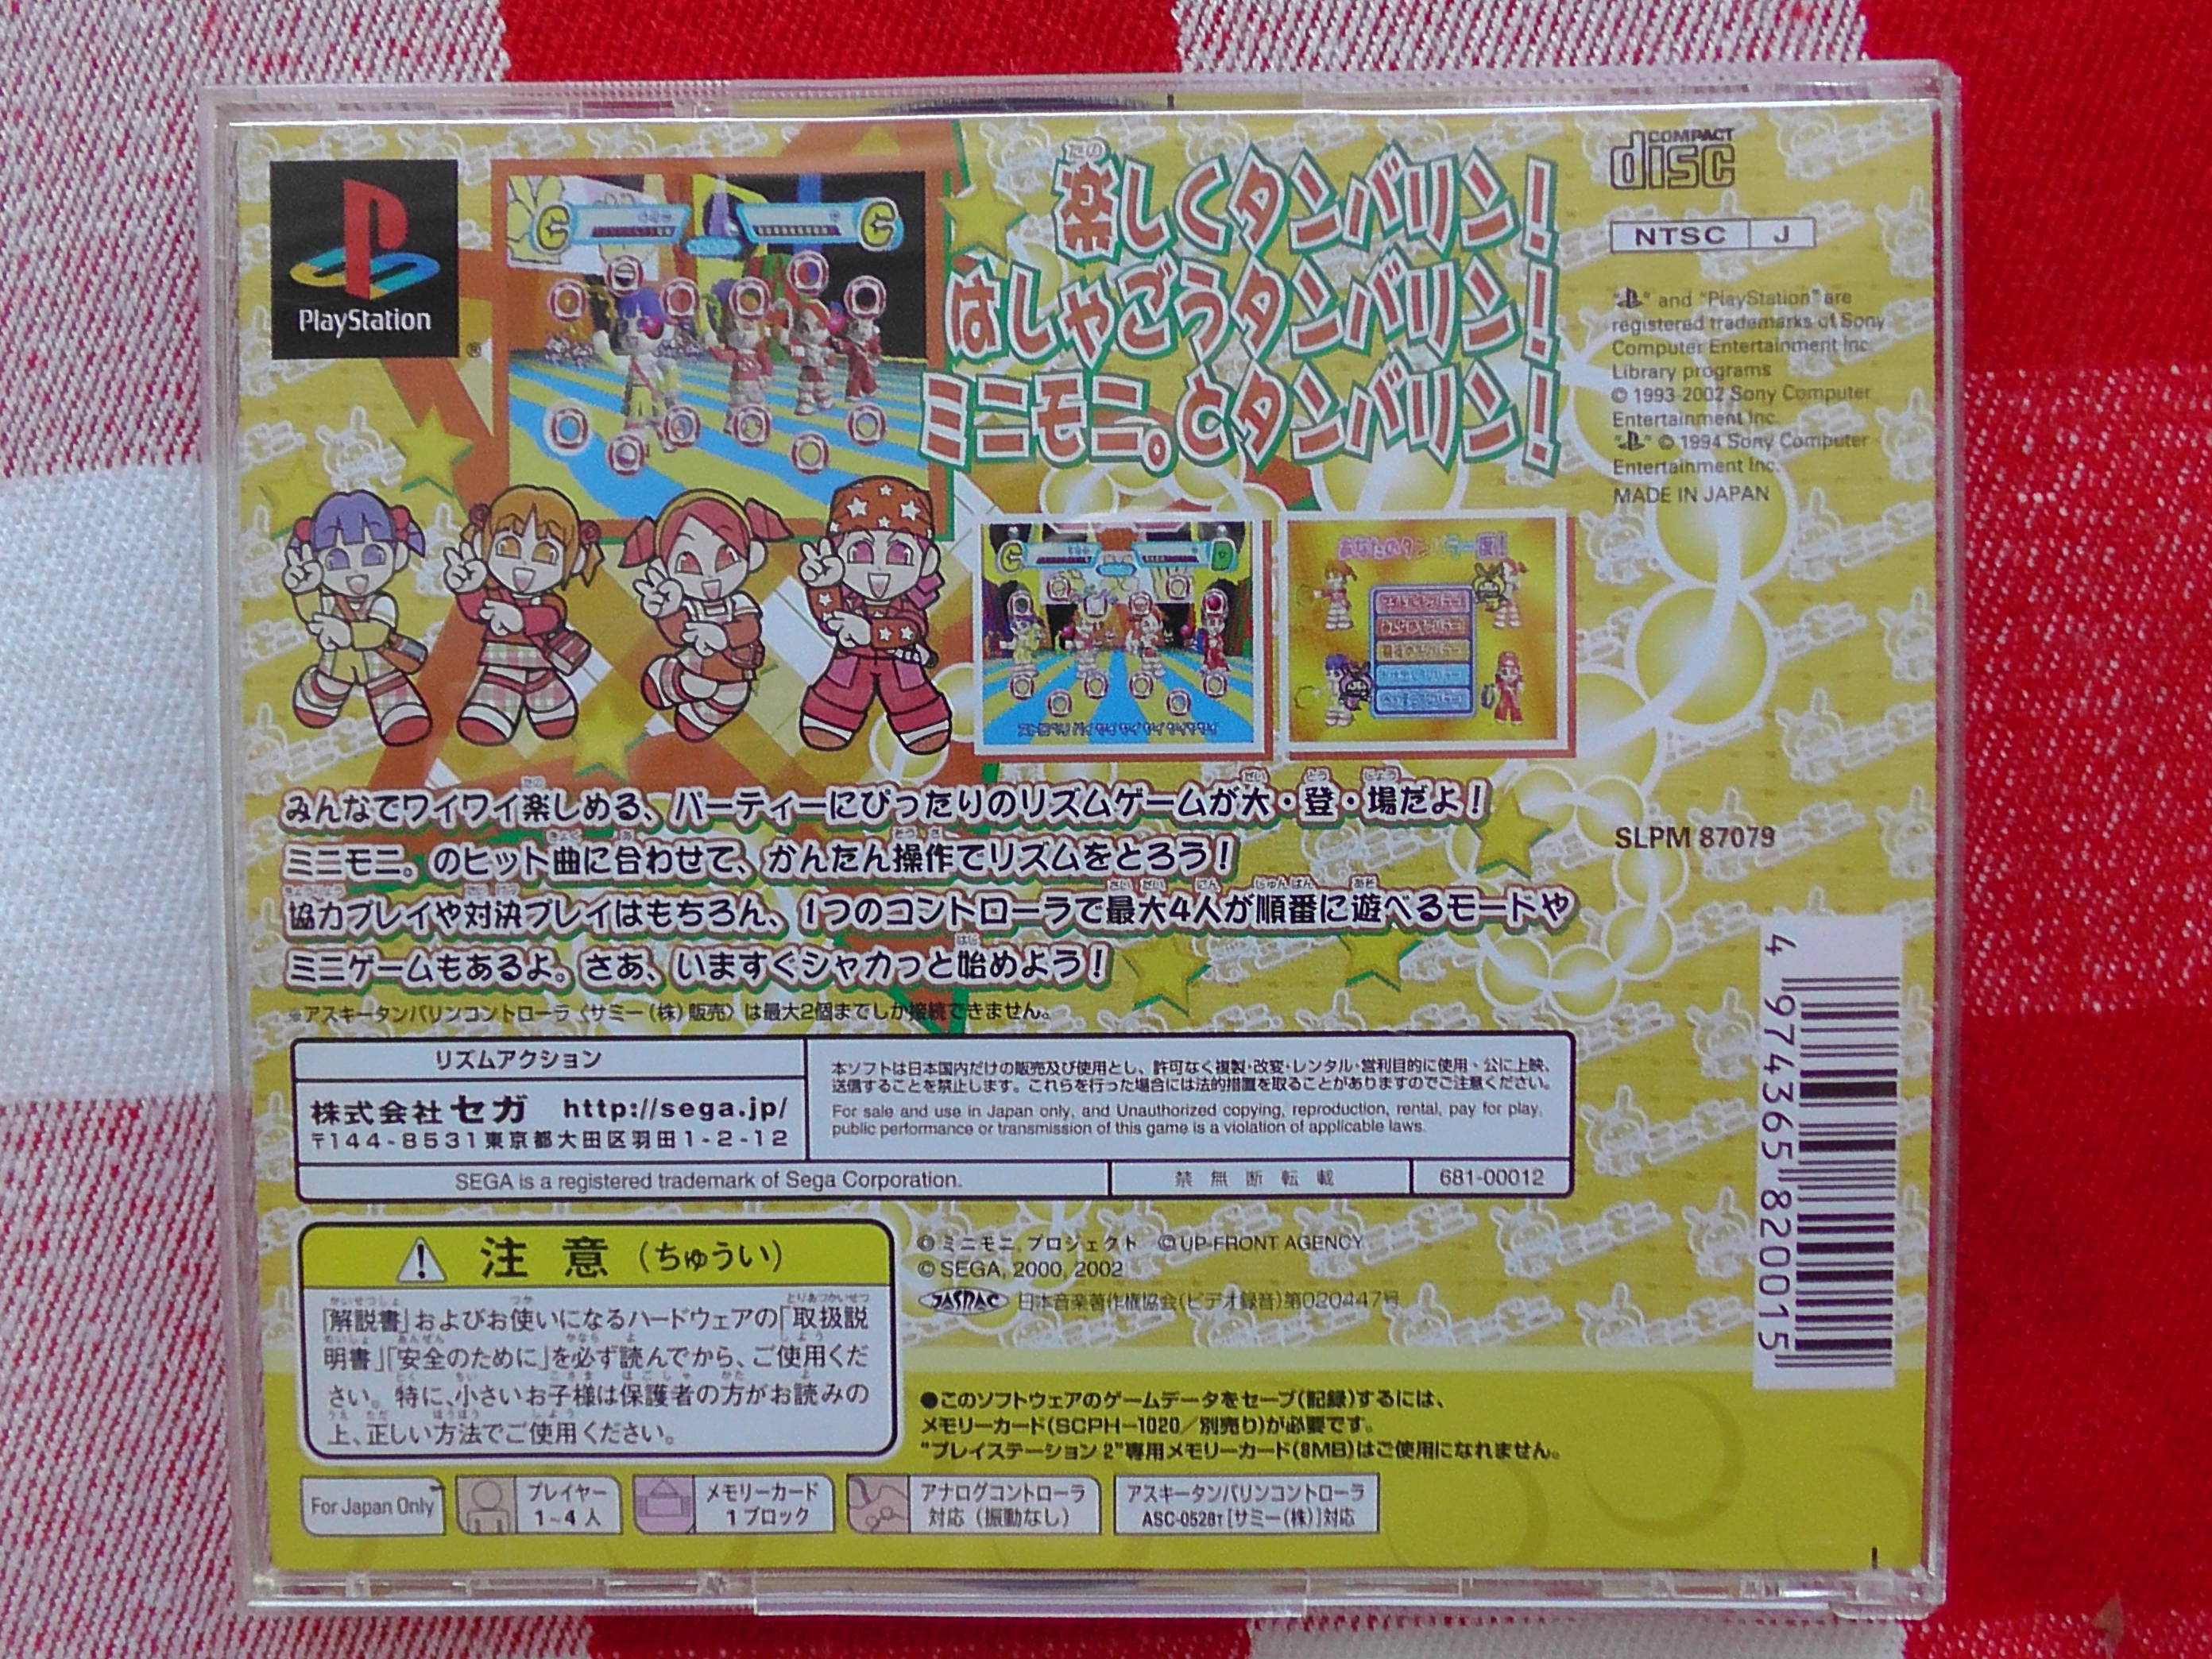 PlayStation
®
楽しくタンバリン!
はしゃごうタンバリン!
ミニモニ。とタンバリン!
COMPACT
disc
NTSC J
" " and "PlayStation" are
registered trademarks of Sony
Computer Entertainment Inc.
Library programs
© 1993-2002 Sony Computer
Entertainment Inc.
" " © 1994 Sony Computer
Entertainment Inc.
MADE IN JAPAN
あなたのタンバラー度!
みんなでワイワイ楽しめる、パーティーにぴったりのリズムゲームが大・登・場だよ!
ミニモニ。のヒット曲に合わせて、かんたん操作でリズムをとろう!
協力プレイや対決プレイはもちろん、1つのコントローラで最大4人が順番に遊べるモードや
ミニゲームもあるよ。さあ、いますぐシャカっと始めよう!
※アスキータンバリンコントローラ〈サミー(株)販売〉は最大2個までしか接続できません。
SLPM 87079
4 974365 820015
リズムアクション
株式会社 セガ http://sega.jp/
〒144-8531東京都大田区羽田1-2-12
本ソフトは日本国内だけの販売及び使用とし、許可なく複製・改変・レンタル・営利目的に使用・公に上映、
送信することを禁止します。これらを行った場合には法的措置を取ることがありますのでご注意ください。
For sale and use in Japan only, and Unauthorized copying, reproduction, rental, pay for play,
public performance or transmission of this game is a violation of applicable laws.
SEGA is a registered trademark of Sega Corporation.
禁無断転載
681-00012
注意(ちゅうい)
「解説書」およびお使いになるハードウェアの「取扱説
明書」「安全のために」を必ず読んでから、ご使用くだ
さい。特に、小さいお子様は保護者の方がお読みの
上、正しい方法でご使用ください。
© ミニモニ。プロジェクト © UP-FRONT AGENCY
© SEGA, 2000, 2002
JASRAC 日本音楽著作権協会(ビデオ録音)第020447号
●このソフトウェアのゲームデータをセーブ(記録)するには、
メモリーカード(SCPH-1020/別売り)が必要です。
"プレイステーション 2"専用メモリーカード(8MB)はご使用になれません。
For Japan Only
プレイヤー
1~4人
メモリーカード
1ブロック
アナログコントローラ
対応(振動なし)
アスキータンバリンコントローラ
ASC-0528T[サミー(株)]対応